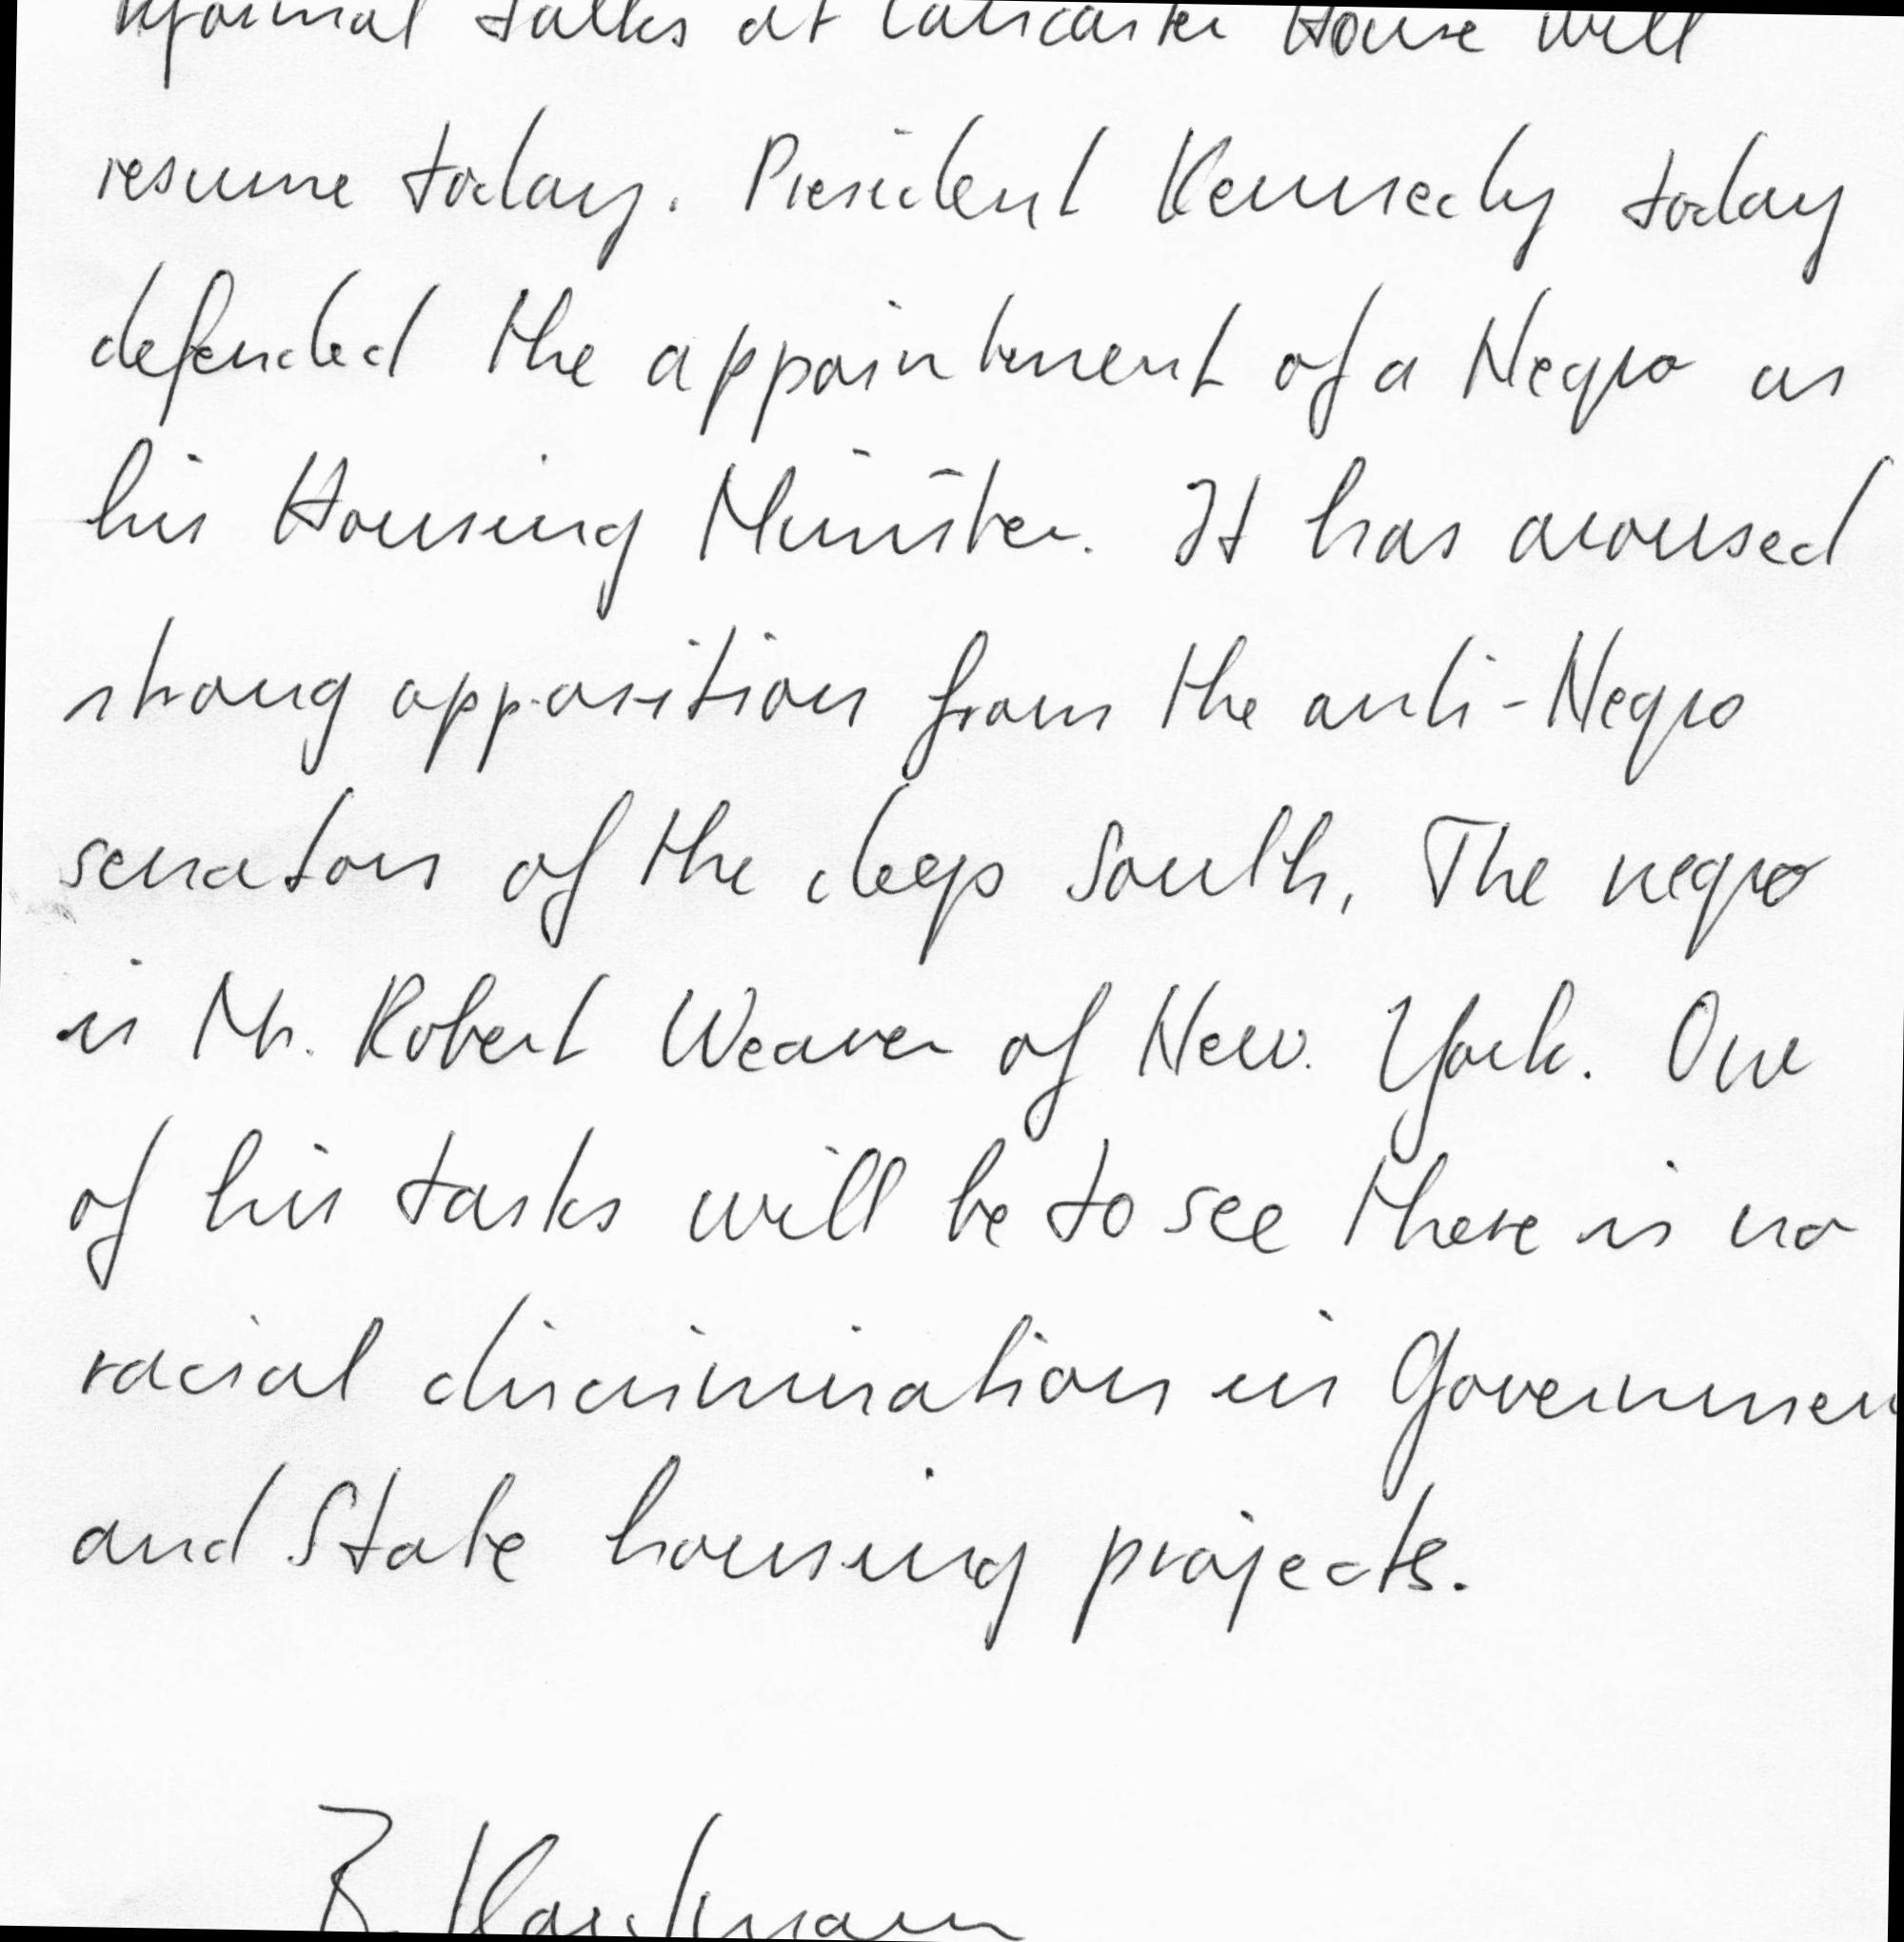 informal talks at Lancaster House will
resume today. President Kennedy today
defended the appointment of a Negro as
his Housing Minister. It has aroused
strong opposition from the anti-Negro
senators of the deep South, The negro
is Mr. Robert Weaver of New York. One
of his tasks will be to see there is no
racial discrimination in Governmen
and State housing projects.